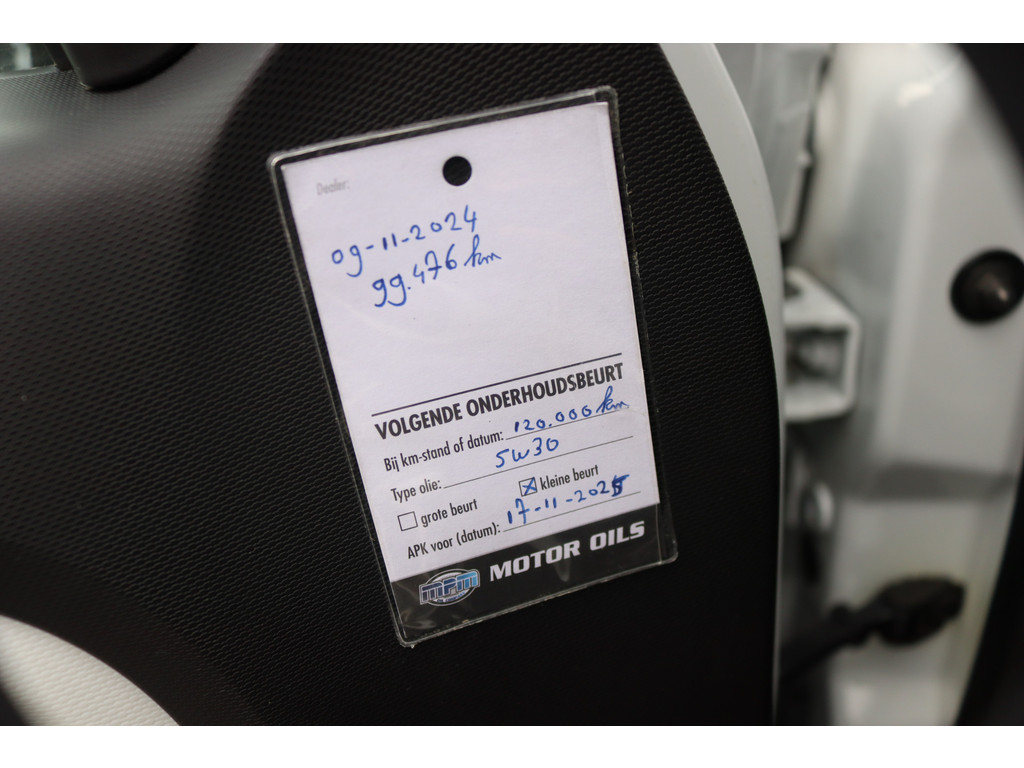 Dealer:
09-11-2024
99.476 km
VOLGENDE ONDERHOUDSBEURT
Bij km-stand of datum: 120.000 km
Type olie: 5W30
grote beurt kleine beurt
APK voor (datum): 17-11-2025
mpm MOTOR OILS